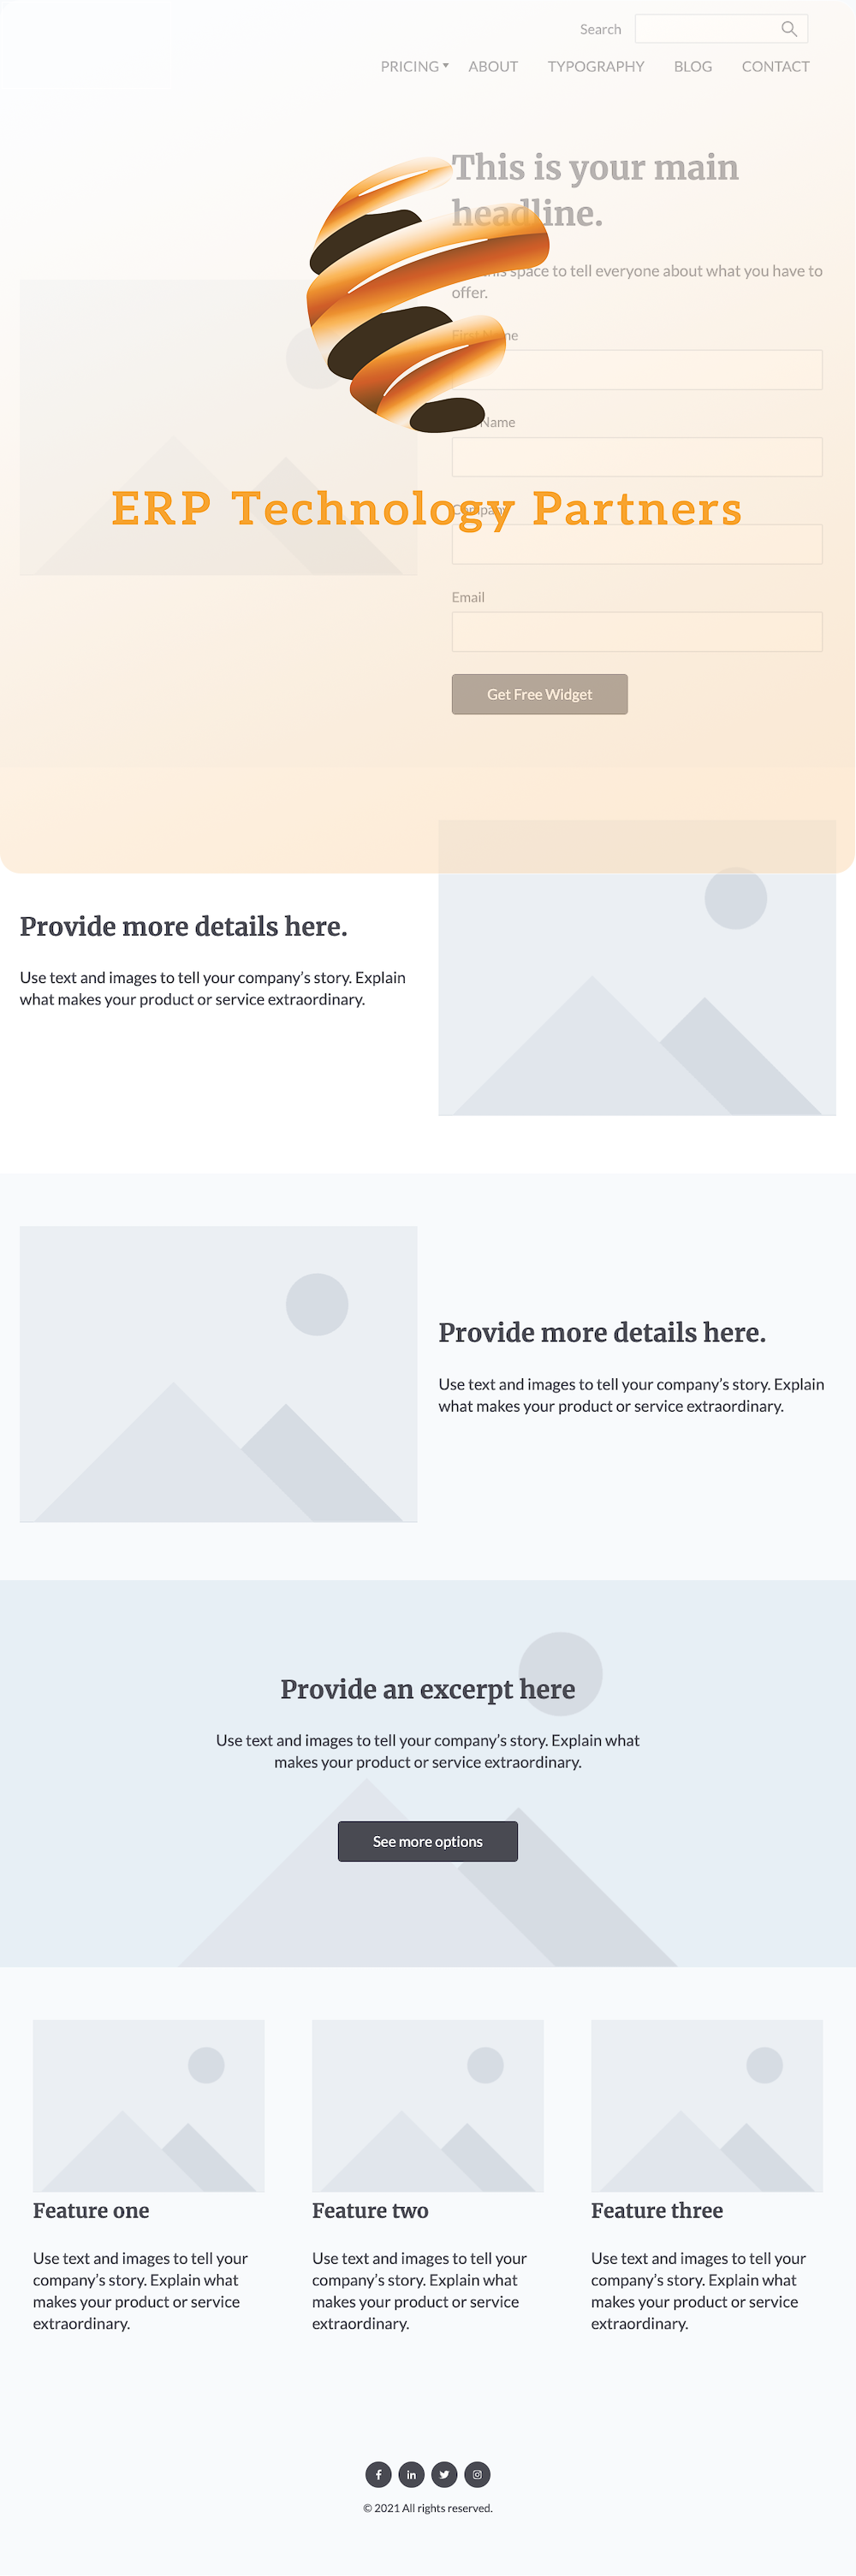 Search
PRICING ABOUT TYPOGRAPHY BLOG CONTACT
This is your main
headline.
this space to tell everyone about what you have to
offer.
First Name
Name
ERP Technology Partners
Company
Email
Get Free Widget
Provide more details here.
Use text and images to tell your company’s story. Explain
what makes your product or service extraordinary.
Provide more details here.
Use text and images to tell your company’s story. Explain
what makes your product or service extraordinary.
Provide an excerpt here
Use text and images to tell your company’s story. Explain what
makes your product or service extraordinary.
See more options
Feature one
Use text and images to tell your
company’s story. Explain what
makes your product or service
extraordinary.
Feature two
Use text and images to tell your
company’s story. Explain what
makes your product or service
extraordinary.
Feature three
Use text and images to tell your
company’s story. Explain what
makes your product or service
extraordinary.
© 2021 All rights reserved.